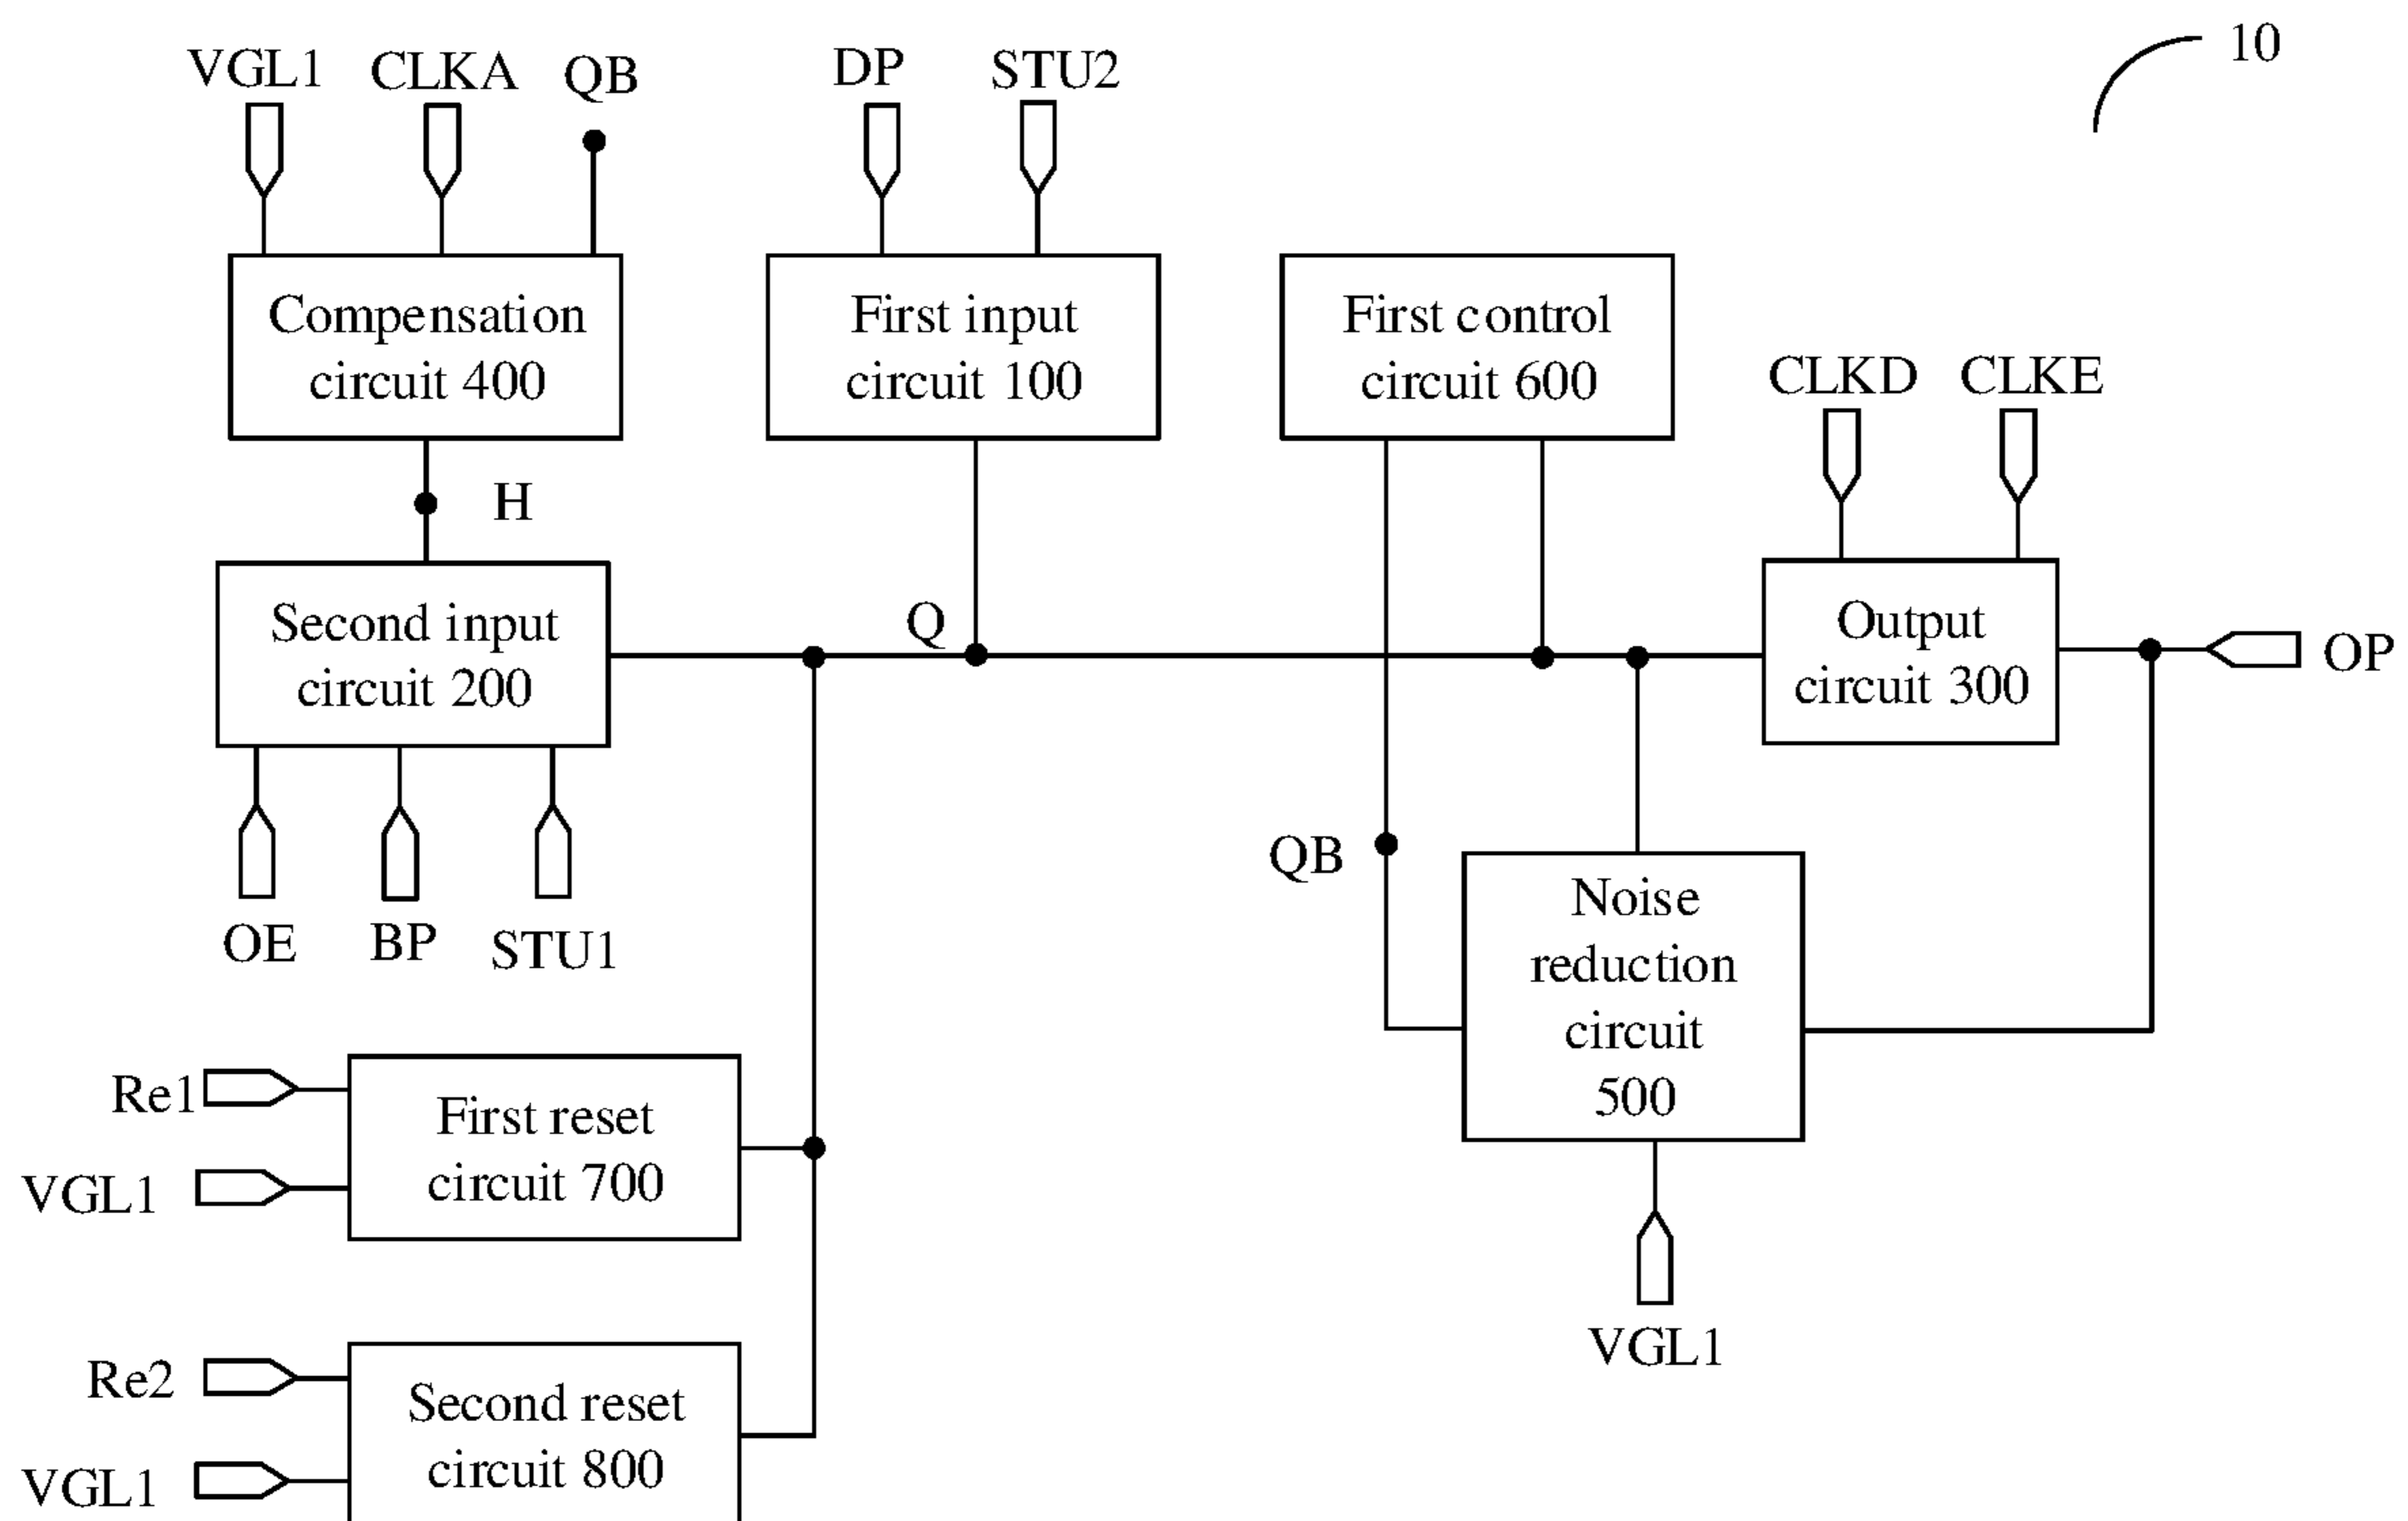 10
VGL1
CLKA
QB
DP
STU2
Compensation
circuit 400
First input
circuit 100
First control
circuit 600
CLKD
CLKE
H
Q
Second input
circuit 200
Output
circuit 300
OP
OE
BP
STU1
QB
Noise
reduction
circuit
500
VGL1
Re1
VGL1
First reset
circuit 700
Re2
VGL1
Second reset
circuit 800